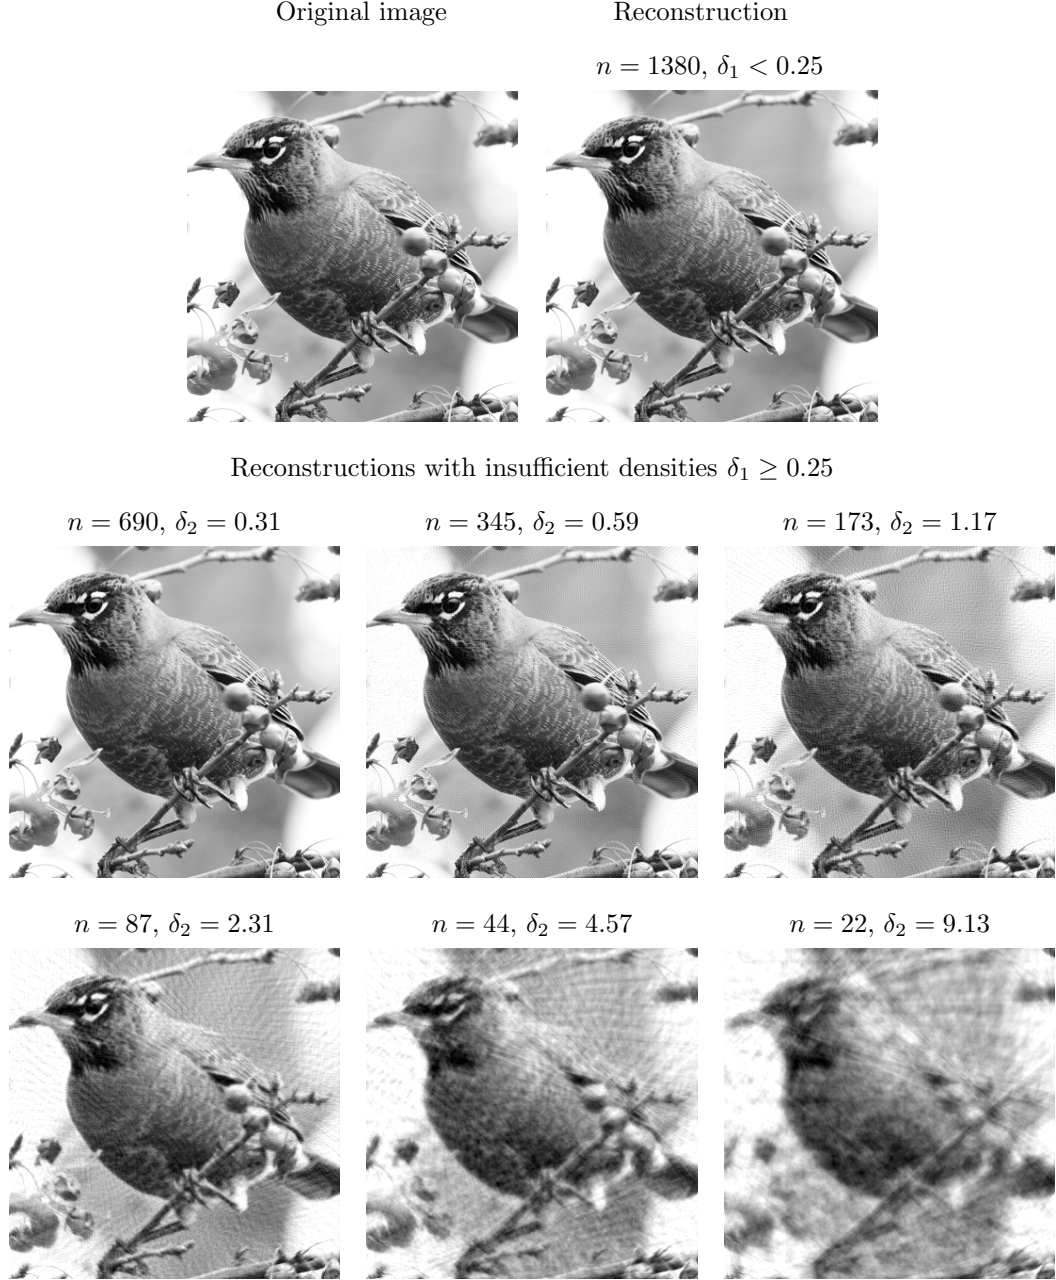 Original image Reconstruction
n = 1380, δ₁ < 0.25
Reconstructions with insufficient densities δ₁ ≥ 0.25
n = 690, δ₂ = 0.31 n = 345, δ₂ = 0.59 n = 173, δ₂ = 1.17
n = 87, δ₂ = 2.31 n = 44, δ₂ = 4.57 n = 22, δ₂ = 9.13